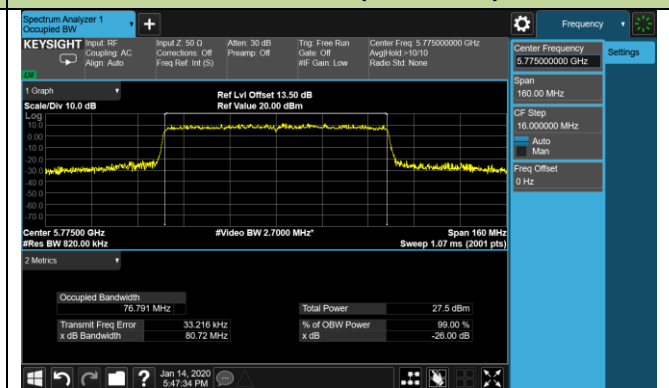 Spectrum Analyzer 1
Occupied BW
Frequency
KEYSIGHT
Input: RF
Coupling: AC
Align: Auto
Input Z: 50 Ω
Corrections: Off
Freq Ref: Int (S)
Atten: 30 dB
Preamp: Off
Trig: Free Run
Gate: Off
#IF Gain: Low
Center Freq: 5.775000000 GHz
Avg|Hold:>10/10
Radio Std: None
LXI
Center Frequency
5.775000000 GHz
Settings
Span
160.00 MHz
CF Step
16.000000 MHz
Auto
Man
Freq Offset
0 Hz
1 Graph
Scale/Div 10.0 dB
Ref Lvl Offset 13.50 dB
Ref Value 20.00 dBm
Log
10.0
0.00
-10.0
-20.0
-30.0
-40.0
-50.0
-60.0
-70.0
Center 5.77500 GHz
#Video BW 2.7000 MHz*
Span 160 MHz
#Res BW 820.00 kHz
Sweep 1.07 ms (2001 pts)
2 Metrics
Occupied Bandwidth
76.791 MHz
Total Power 27.5 dBm
Transmit Freq Error 33.216 kHz
% of OBW Power 99.00 %
x dB Bandwidth 80.72 MHz
x dB -26.00 dB
?
Jan 14, 2020
5:47:34 PM